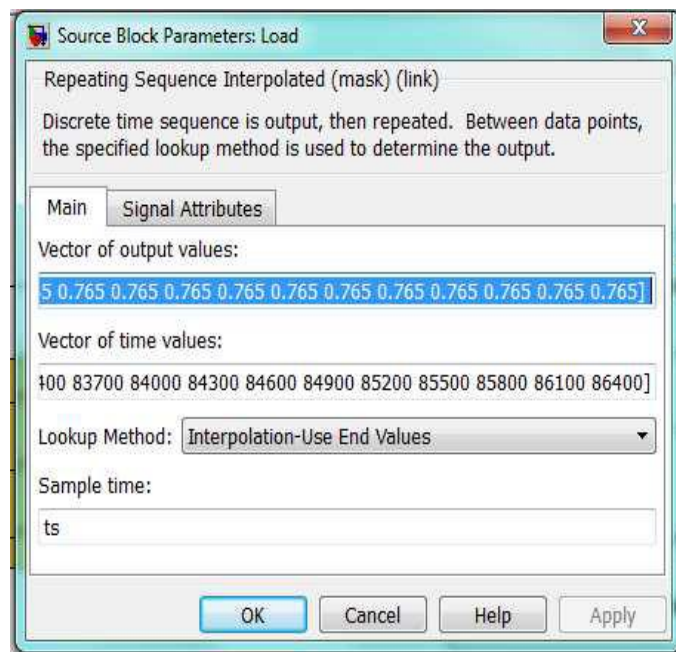 Source Block Parameters: Load
X
Repeating Sequence Interpolated (mask) (link)
Discrete time sequence is output, then repeated. Between data points,
the specified lookup method is used to determine the output.
Main Signal Attributes
Vector of output values:
5 0.765 0.765 0.765 0.765 0.765 0.765 0.765 0.765 0.765 0.765 0.765]
Vector of time values:
400 83700 84000 84300 84600 84900 85200 85500 85800 86100 86400]
Lookup Method: Interpolation-Use End Values
Sample time:
ts
OK Cancel Help Apply